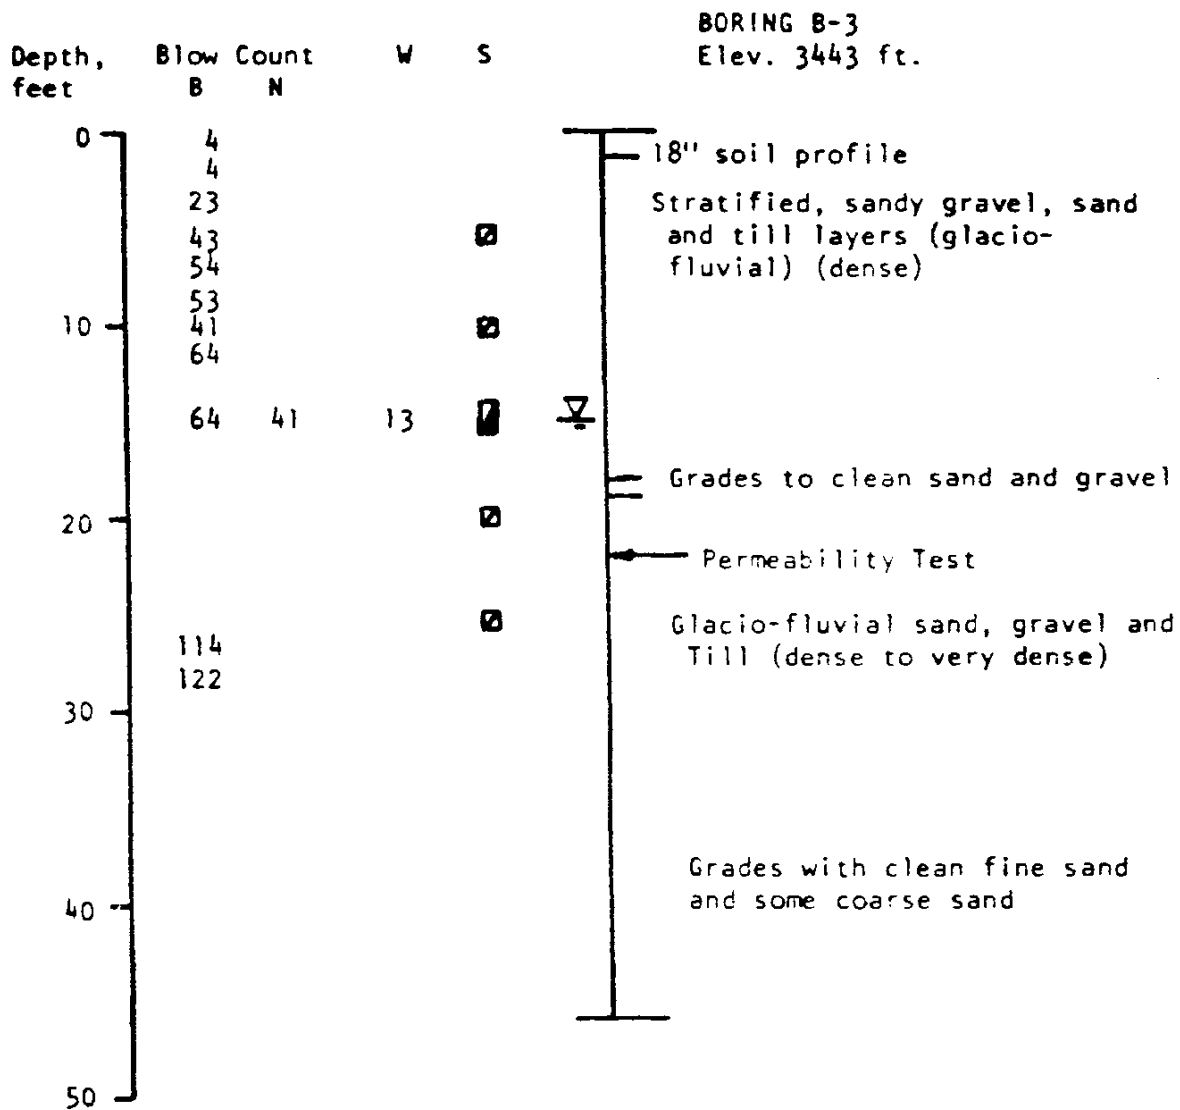 BORING B-3
Elev. 3443 ft.
Depth, Blow Count W S
feet B N
0 4
18" soil profile
4
23 Stratified, sandy gravel, sand
43 and till layers (glacio-
54 fluvial) (dense)
53
10 41
64
64 41 13
Grades to clean sand and gravel
20
Permeability Test
Glacio-fluvial sand, gravel and
114 Till (dense to very dense)
122
30
Grades with clean fine sand
40 and some coarse sand
50